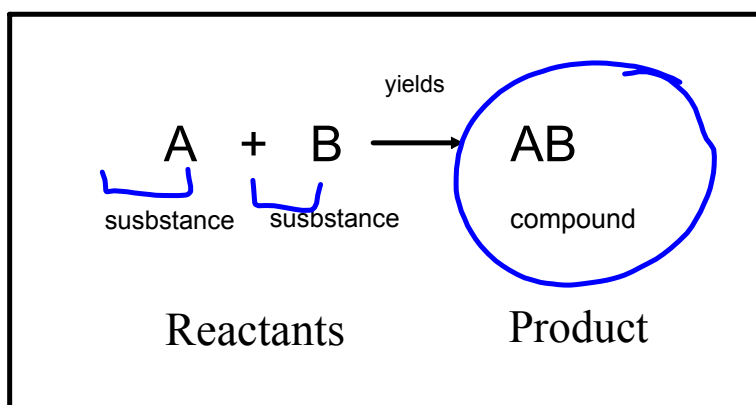 yields
A + B AB
susbstance susbstance compound
Reactants Product